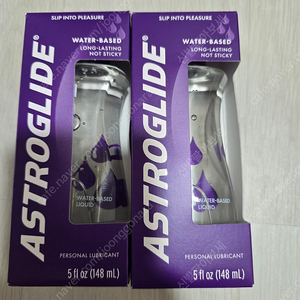 SLIP INTO PLEASURE
WATER-BASED
LONG-LASTING
NOT STICKY
ASTROGLIDE®
WATER-BASED
LIQUID
PERSONAL LUBRICANT
5 fl oz (148 mL)
SLIP INTO PLEASURE
WATER-BASED
LONG-LASTING
NOT STICKY
ASTROGLIDE®
WATER-BASED
LIQUID
PERSONAL LUBRICANT
5 fl oz (148 mL)